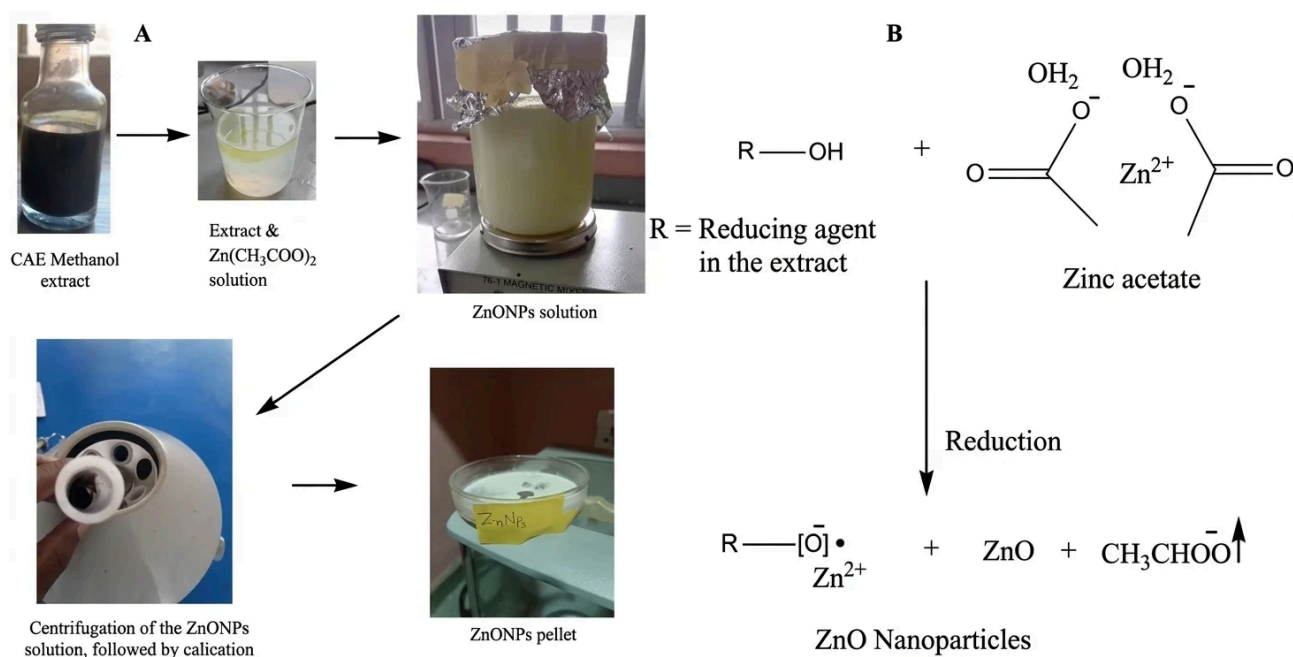 A
CAE Methanol
extract
Extract &
Zn(CH₃COO)₂
solution
76-1 MAGNETIC MIXE
ZnONPs solution
Centrifugation of the ZnONPs
solution, followed by calication
ZnNPs
ZnONPs pellet
B
R—OH
+
OH₂ OH₂
O⁻ O⁻
O Zn²⁺ O
R = Reducing agent
in the extract
Zinc acetate
Reduction
R—[Ō]• + ZnO + CH₃CHOŌ
Zn²⁺
ZnO Nanoparticles